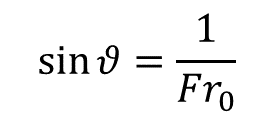 sin ϑ = 1/Fr₀